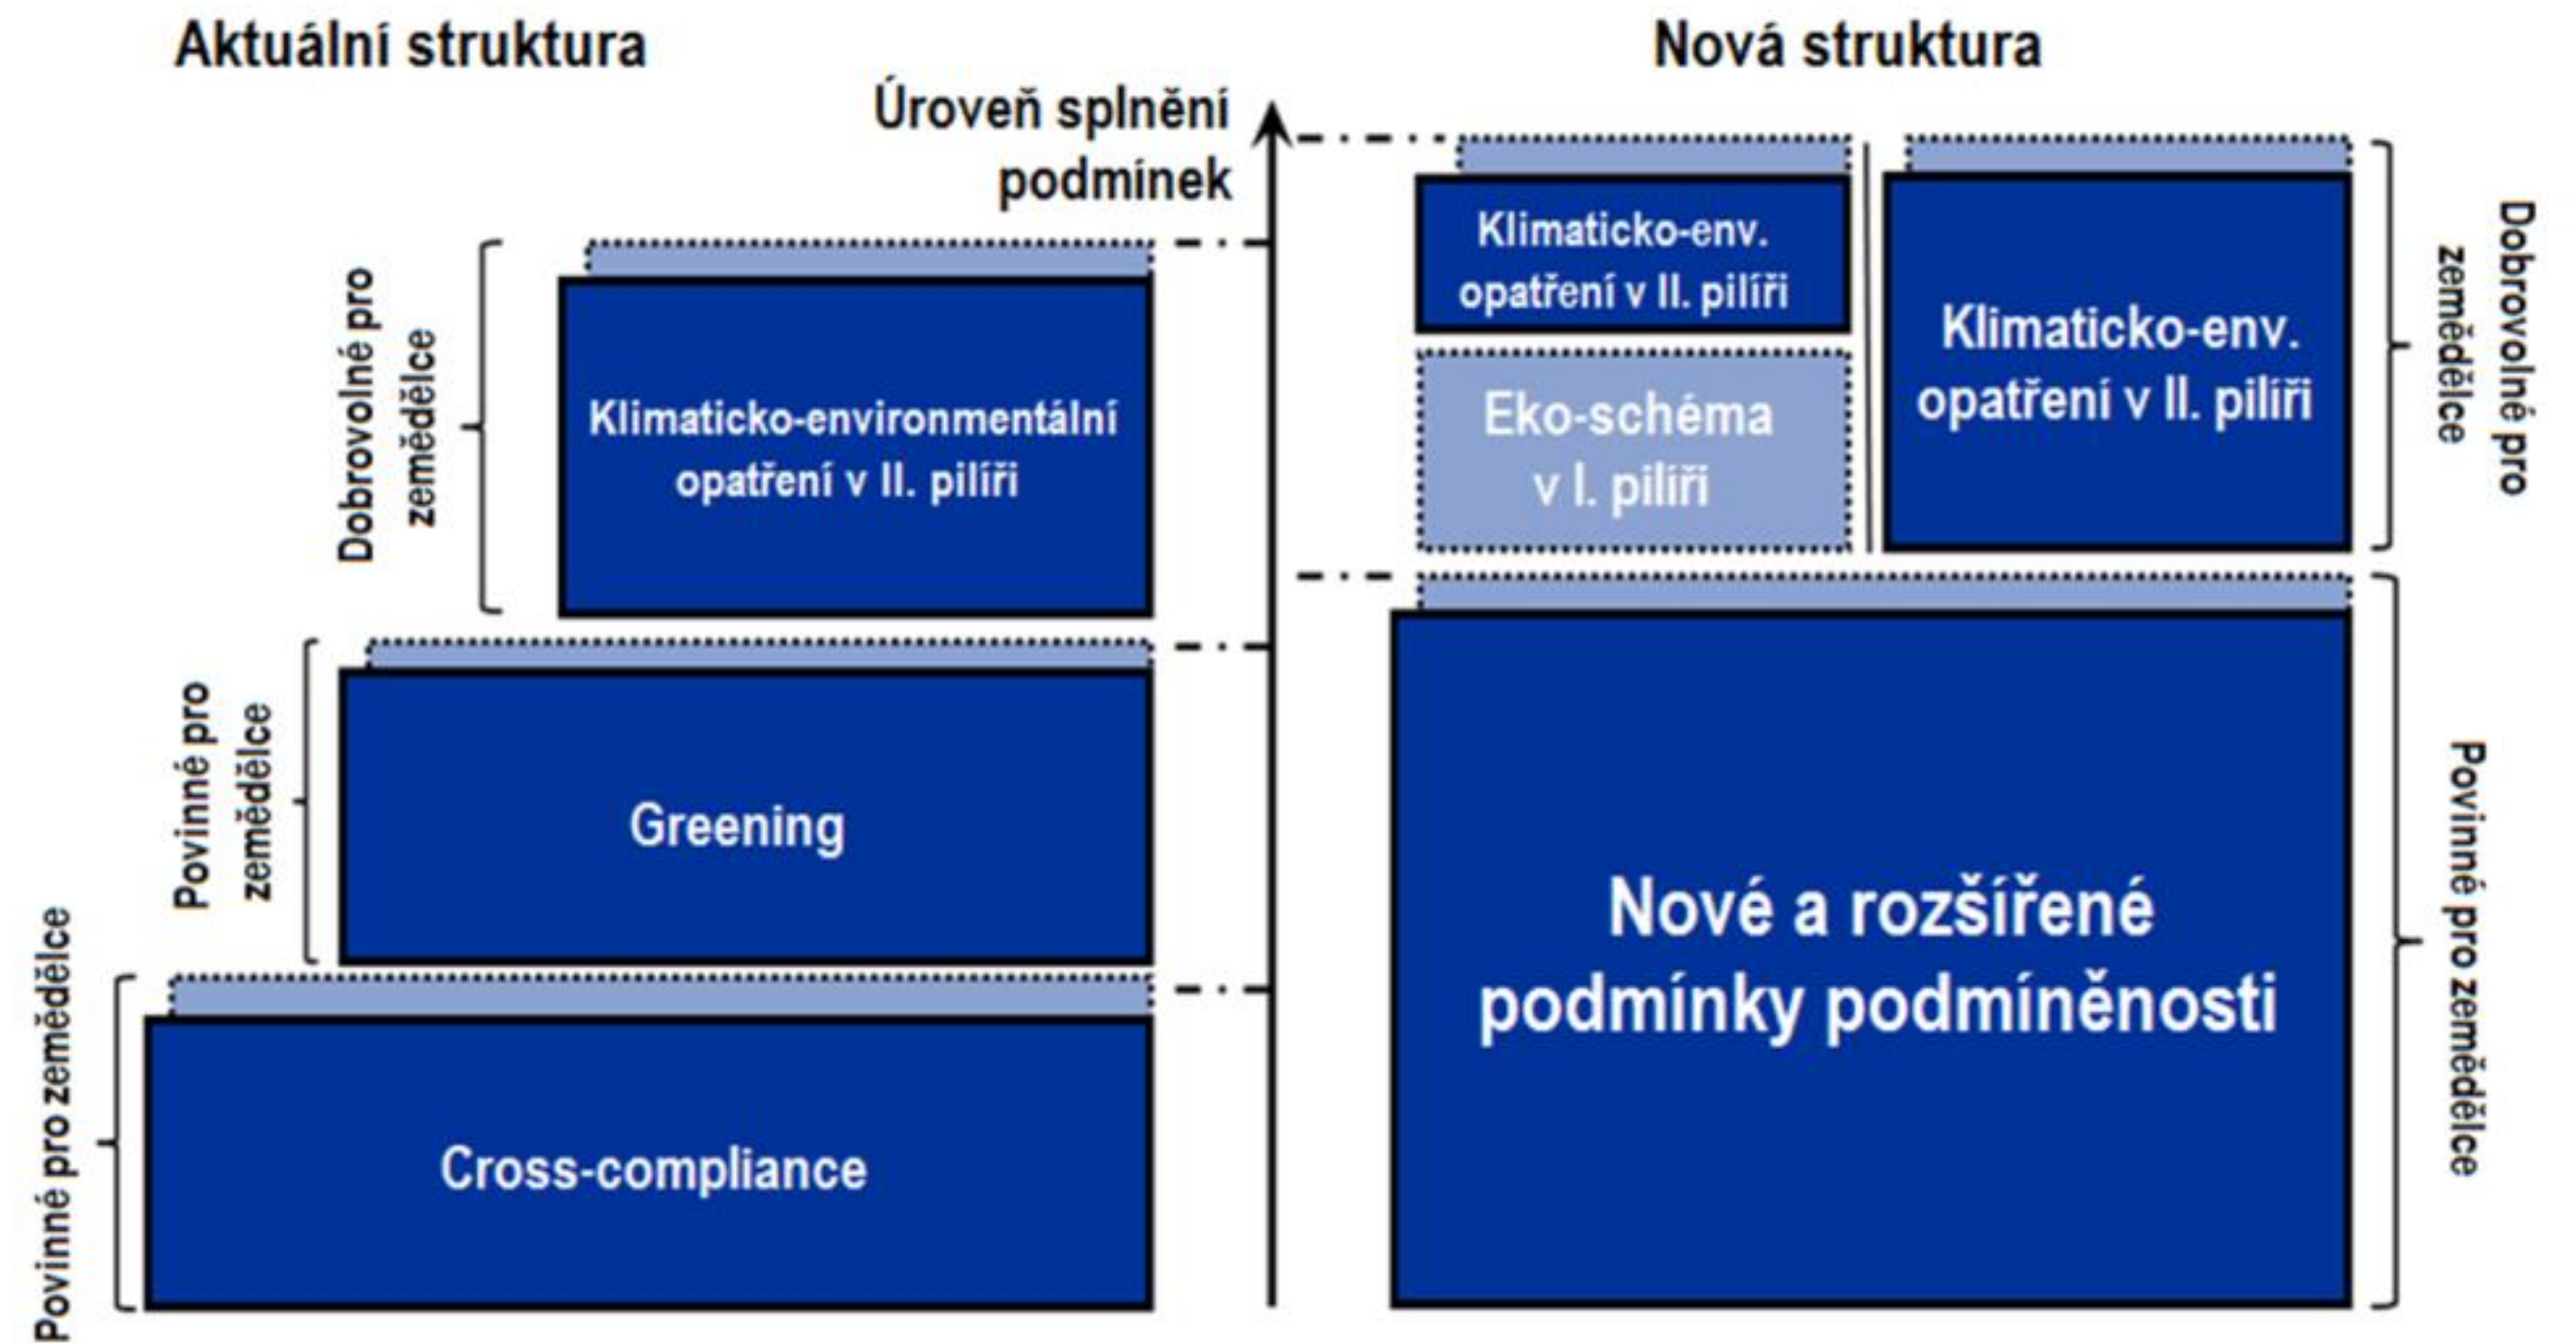 Aktuální struktura
Nová struktura
Úroveň splnění
podmínek
Dobrovolné pro
zemědělce
Klimaticko-environmentální
opatření v II. pilíři
Povinné pro
zemědělce
Greening
Povinné pro zemědělce
Cross-compliance
Klimaticko-env.
opatření v II. pilíři
Eko-schéma
v I. pilíři
Klimaticko-env.
opatření v II. pilíři
Dobrovolné pro
zemědělce
Nové a rozšířené
podmínky podmíněnosti
Povinné pro zemědělce